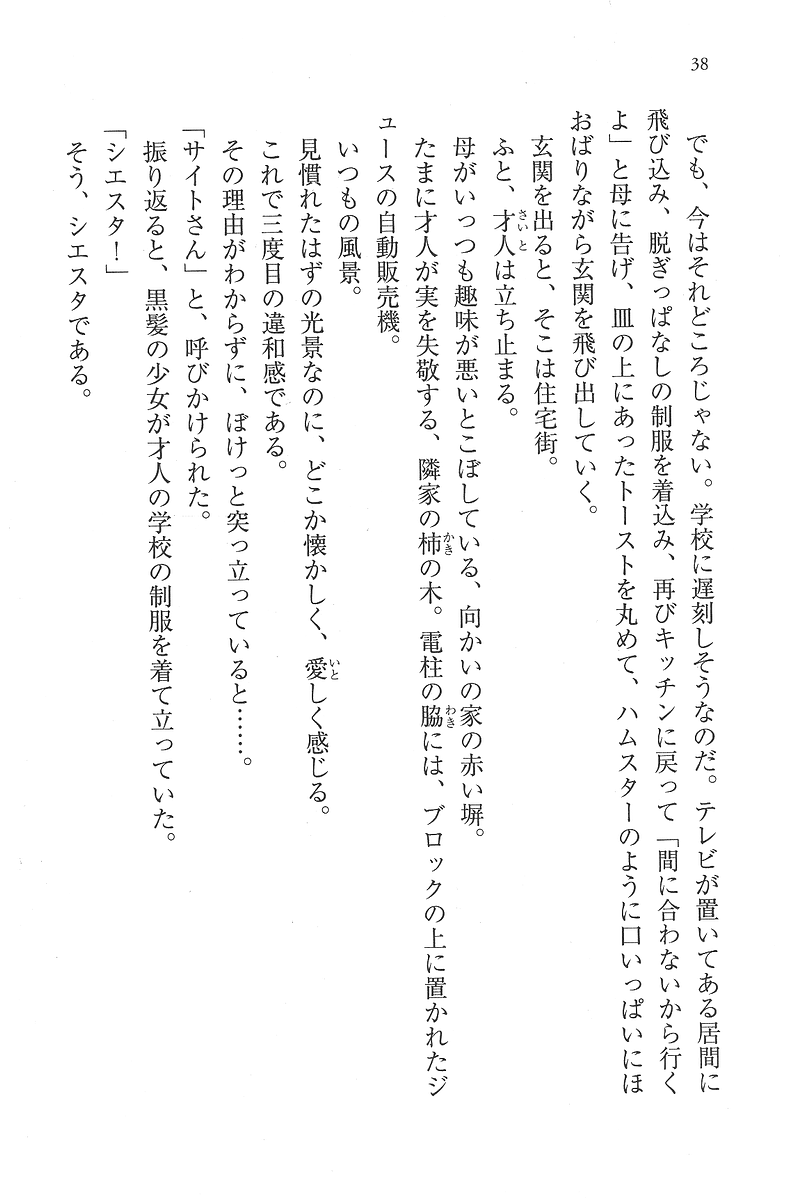 38
でも、今はそれどころじゃない。学校に遅刻しそうなのだ。テレビが置いてある居間に
飛び込み、脱ぎっぱなしの制服を着込み、再びキッチンに戻って「間に合わないから行く
よ」と母に告げ、皿の上にあったトーストを丸めて、ハムスターのように口いっぱいにほ
おばりながら玄関を飛び出していく。
玄関を出ると、そこは住宅街。
ふと、才人さいとは立ち止まる。
母がいっつも趣味が悪いとこぼしている、向かいの家の赤い塀。
たまに才人が実を失敬する、隣家の柿かきの木。電柱の脇わきには、ブロックの上に置かれたジ
ュースの自動販売機。
いつもの風景。
見慣れたはずの光景なのに、どこか懐かしく、愛いとしく感じる。
これで三度目の違和感である。
その理由がわからずに、ぼけっと突っ立っていると……。
「サイトさん」と、呼びかけられた。
振り返ると、黒髪の少女が才人の学校の制服を着て立っていた。
「シエスタ！」
そう、シエスタである。